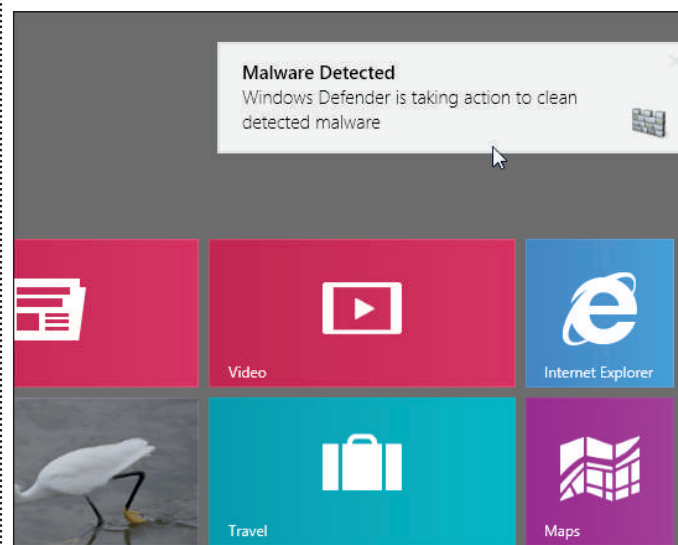 Malware Detected
Windows Defender is taking action to clean
detected malware
Video
Internet Explorer
Travel
Maps